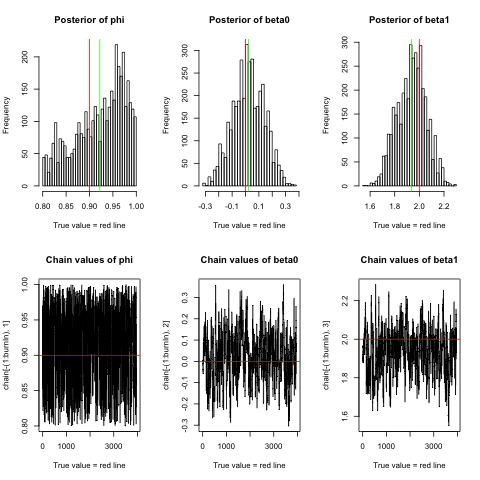 Posterior of phi
Frequency
0 50 100 150 200
0.80 0.85 0.90 0.95 1.00
True value = red line
Posterior of beta0
Frequency
0 50 100 150 200 250 300
-0.3 -0.1 0.1 0.3
True value = red line
Posterior of beta1
Frequency
0 50 100 150 200 250 300
1.6 1.8 2.0 2.2
True value = red line
Chain values of phi
chain[-(1:burnIn), 1]
0.80 0.85 0.90 0.95 1.00
0 1000 3000
True value = red line
Chain values of beta0
chain[-(1:burnIn), 2]
-0.3 -0.2 -0.1 0.0 0.1 0.2 0.3
0 1000 3000
True value = red line
Chain values of beta1
chain[-(1:burnIn), 3]
1.6 1.8 2.0 2.2
0 1000 3000
True value = red line